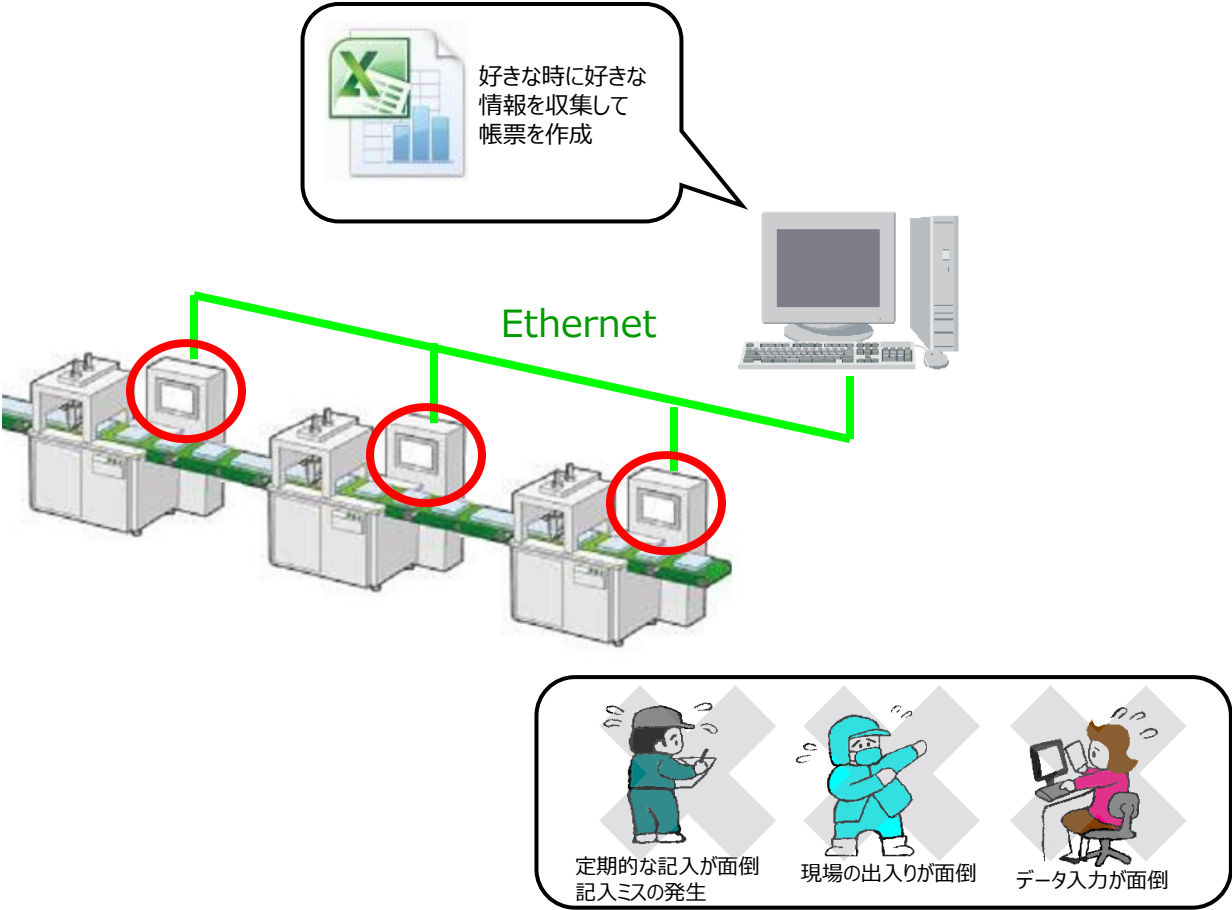 好きな時に好きな
情報を収集して
帳票を作成
Ethernet
定期的な記入が面倒
記入ミスの発生
現場の出入りが面倒
データ入力が面倒